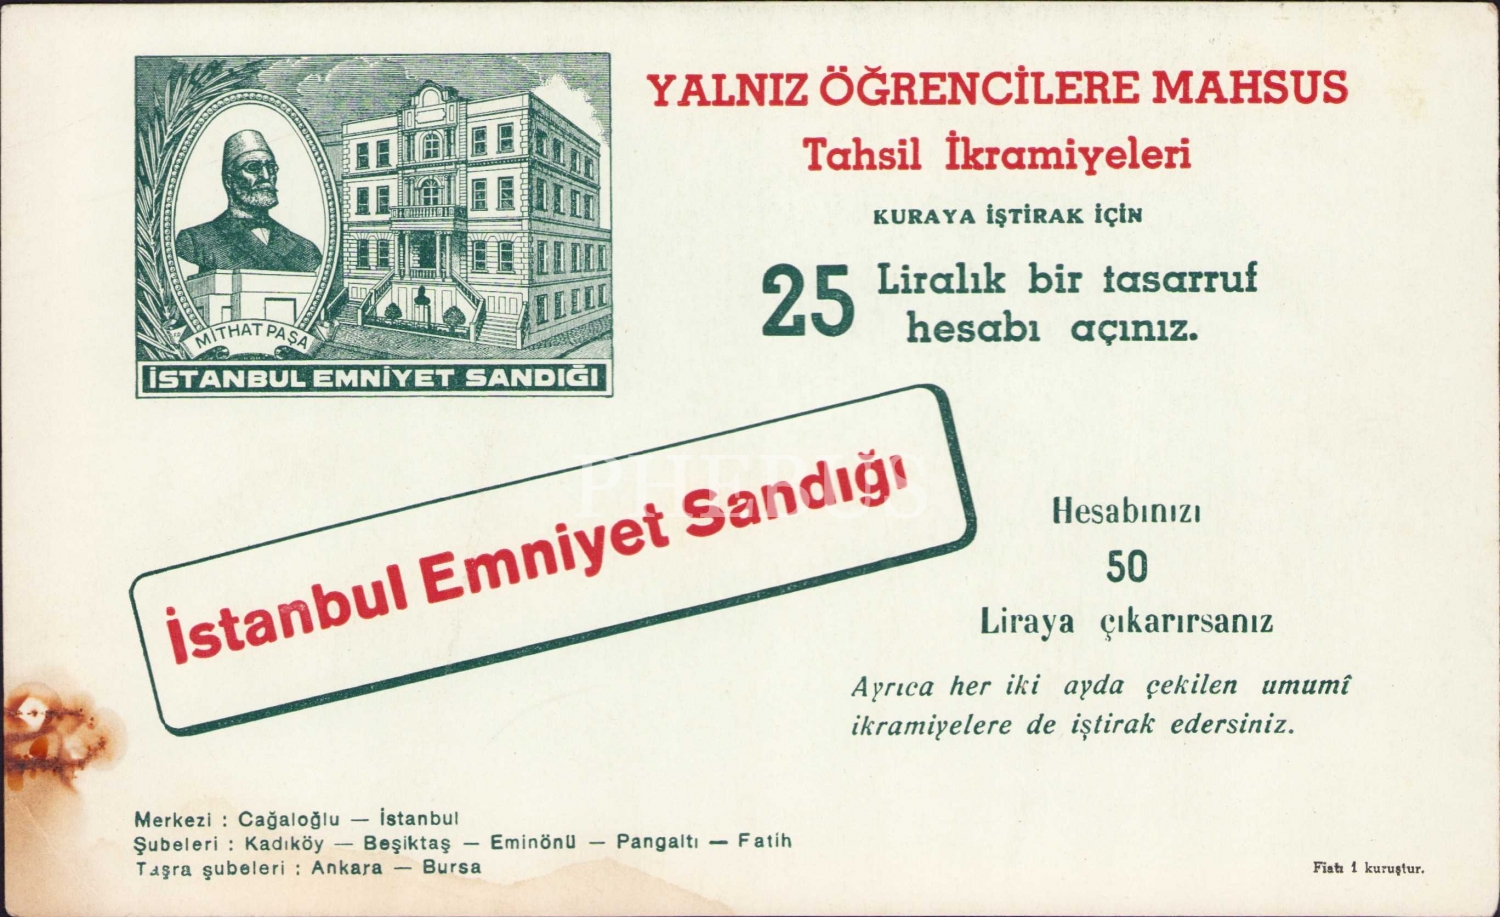 YALNIZ ÖĞRENCİLERE MAHSUS
Tahsil İkramiyeleri
KURAYA İŞTİRAK İÇİN
25 Liralık bir tasarruf
hesabı açınız.
MİTHAT PAŞA
İSTANBUL EMNİYET SANDIĞI
İstanbul Emniyet Sandığı
PHEBUS
Hesabınızı
50
Liraya çıkarırsanız
Ayrıca her iki ayda çekilen umumî
ikramiyelere de iştirak edersiniz.
Merkezi : Cağaloğlu — İstanbul
Şubeleri : Kadıköy — Beşiktaş — Eminönü — Pangaltı — Fatih
Taşra şubeleri : Ankara — Bursa
Fiatı 1 kuruştur.